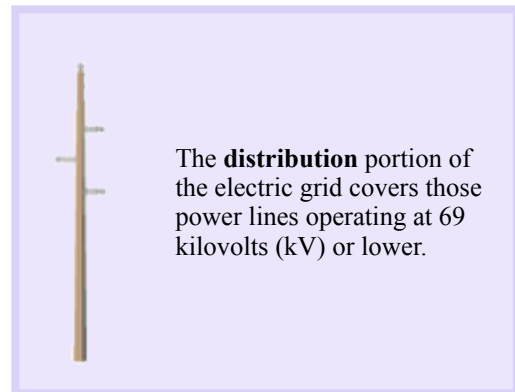 The distribution portion of
the electric grid covers those
power lines operating at 69
kilovolts (kV) or lower.